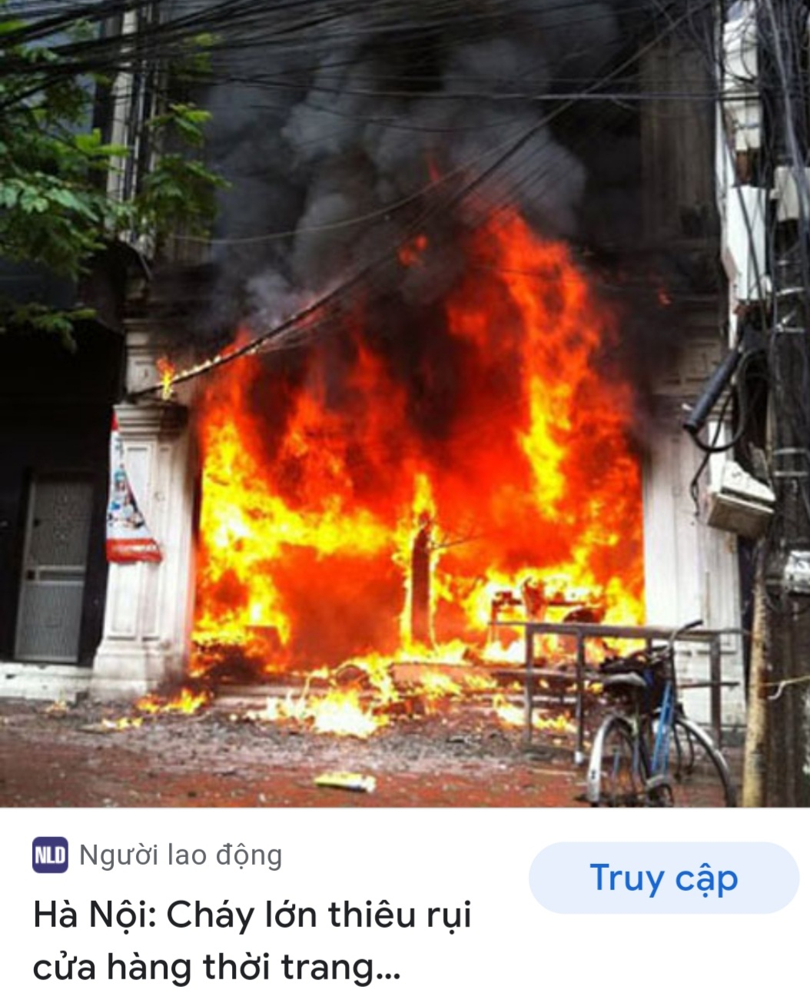 NLD Người lao động
Truy cập
Hà Nội: Cháy lớn thiêu rụi
cửa hàng thời trang...